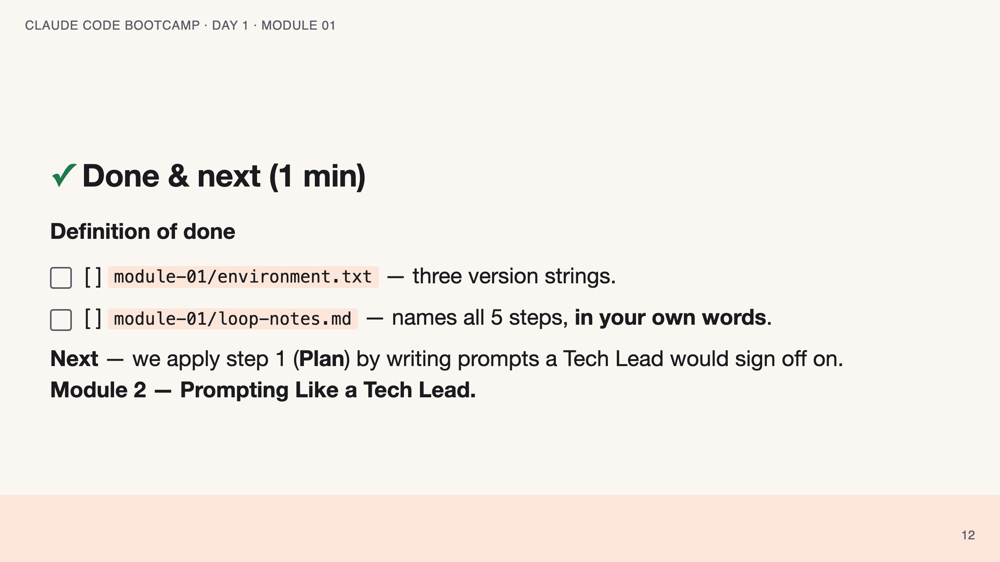 CLAUDE CODE BOOTCAMP · DAY 1 · MODULE 01
✓ Done & next (1 min)
Definition of done
[ ] module-01/environment.txt — three version strings.
[ ] module-01/loop-notes.md — names all 5 steps, in your own words.
Next — we apply step 1 (Plan) by writing prompts a Tech Lead would sign off on.
Module 2 — Prompting Like a Tech Lead.
12